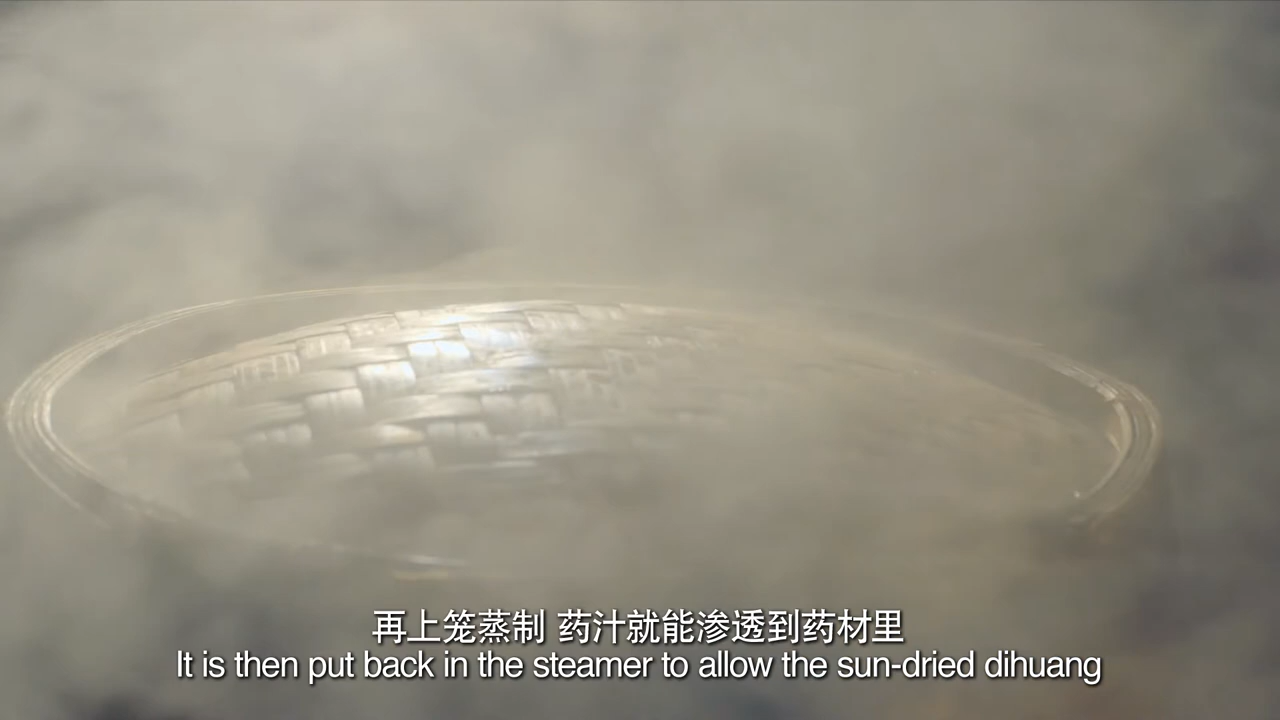 再上笼蒸制 药汁就能渗透到药材里
It is then put back in the steamer to allow the sun-dried dihuang